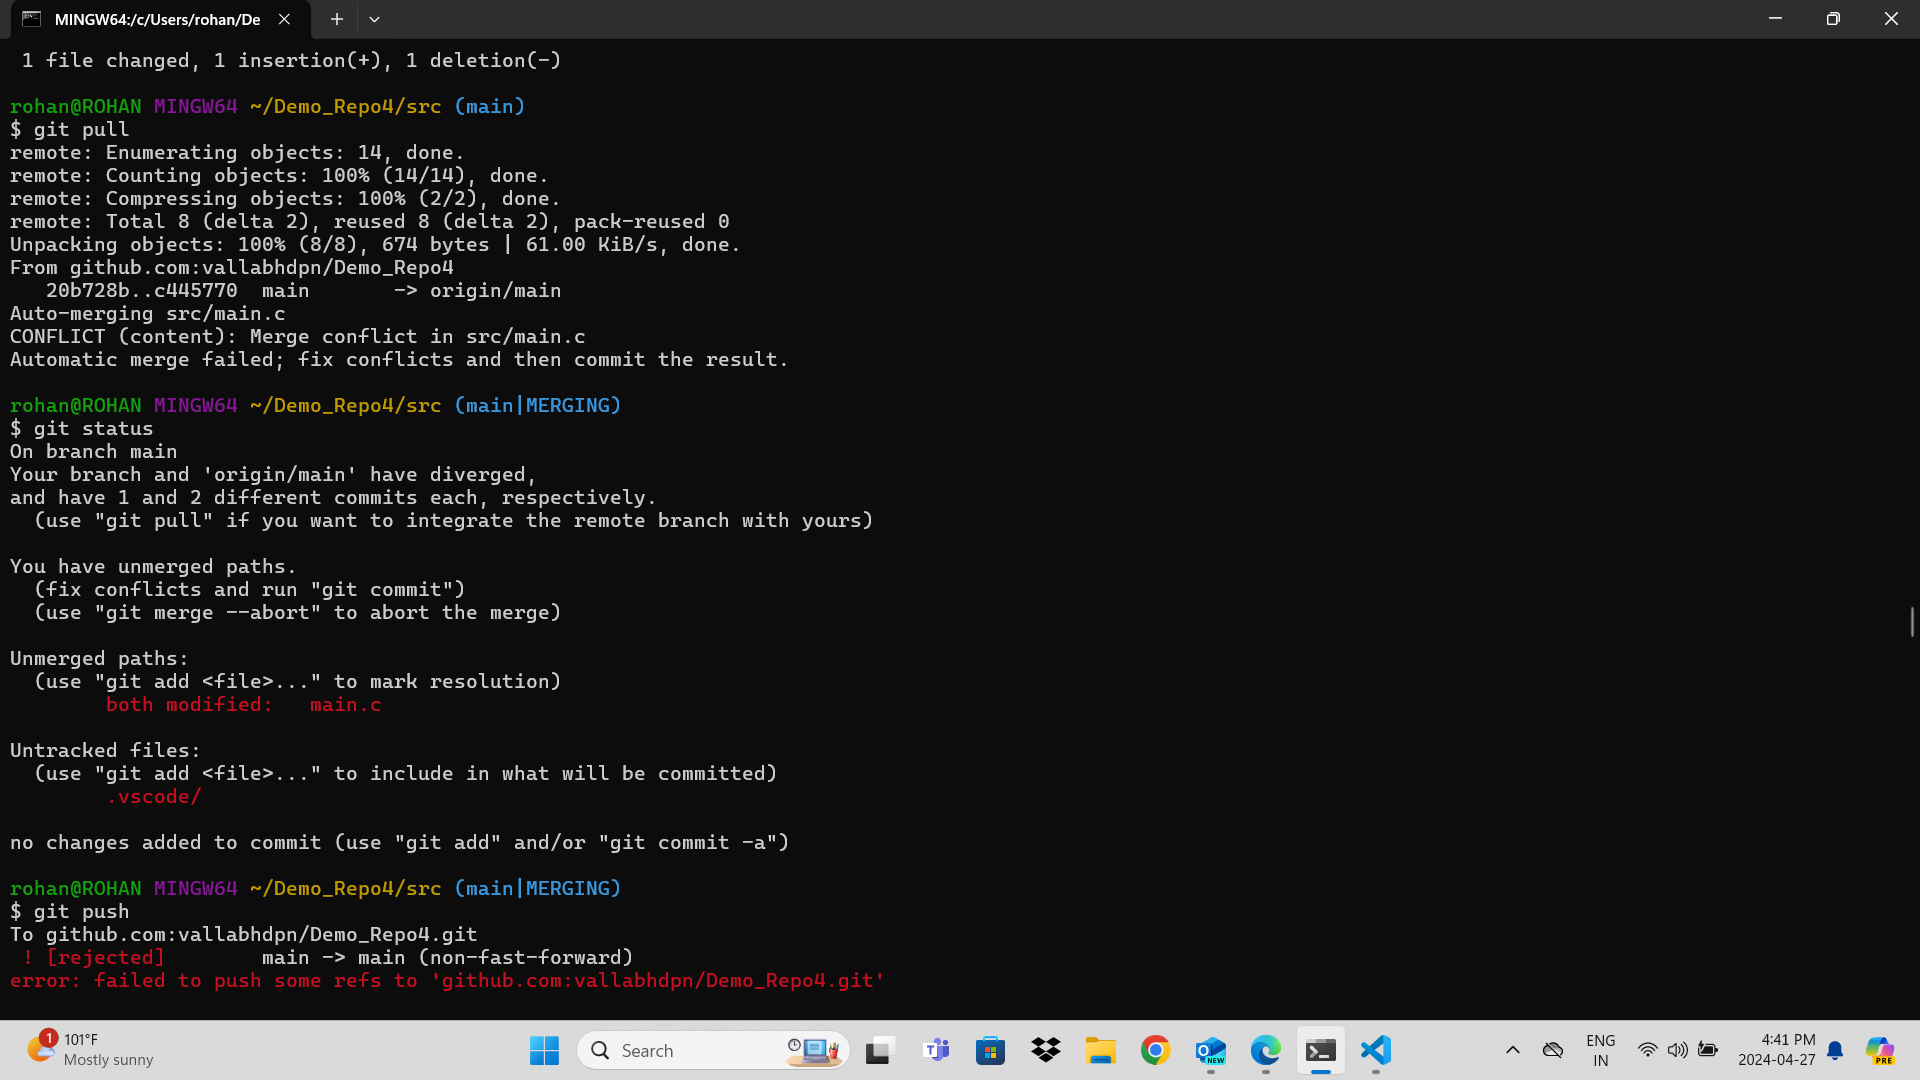 MINGW64:/c/Users/rohan/De
1 file changed, 1 insertion(+), 1 deletion(-)
rohan@ROHAN MINGW64 ~/Demo_Repo4/src (main)
$ git pull
remote: Enumerating objects: 14, done.
remote: Counting objects: 100% (14/14), done.
remote: Compressing objects: 100% (2/2), done.
remote: Total 8 (delta 2), reused 8 (delta 2), pack-reused 0
Unpacking objects: 100% (8/8), 674 bytes | 61.00 KiB/s, done.
From github.com:vallabhdpn/Demo_Repo4
20b728b..c445770  main       -> origin/main
Auto-merging src/main.c
CONFLICT (content): Merge conflict in src/main.c
Automatic merge failed; fix conflicts and then commit the result.
rohan@ROHAN MINGW64 ~/Demo_Repo4/src (main|MERGING)
$ git status
On branch main
Your branch and 'origin/main' have diverged,
and have 1 and 2 different commits each, respectively.
(use "git pull" if you want to integrate the remote branch with yours)
You have unmerged paths.
(fix conflicts and run "git commit")
(use "git merge --abort" to abort the merge)
Unmerged paths:
(use "git add <file>..." to mark resolution)
both modified:   main.c
Untracked files:
(use "git add <file>..." to include in what will be committed)
.vscode/
no changes added to commit (use "git add" and/or "git commit -a")
rohan@ROHAN MINGW64 ~/Demo_Repo4/src (main|MERGING)
$ git push
To github.com:vallabhdpn/Demo_Repo4.git
! [rejected]        main -> main (non-fast-forward)
error: failed to push some refs to 'github.com:vallabhdpn/Demo_Repo4.git'
1
101°F
Mostly sunny
Search
T
O
NEW
ENG
IN
4:41 PM
2024-04-27
PRE